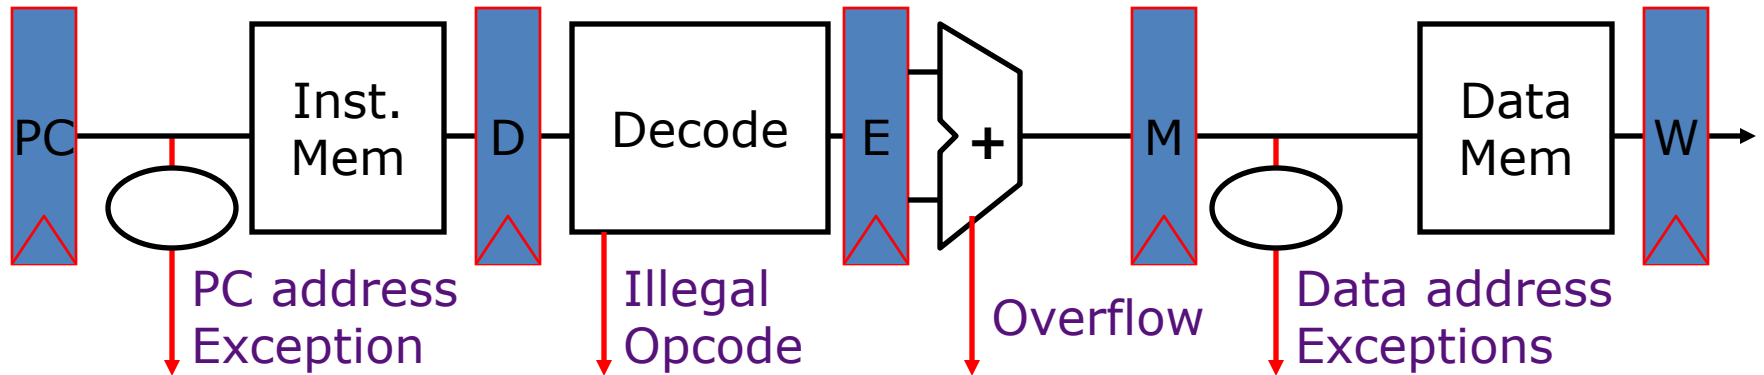 PC
Inst.
Mem
D
Decode
E
+
M
Data
Mem
W
PC address
Exception
Illegal
Opcode
Overflow
Data address
Exceptions